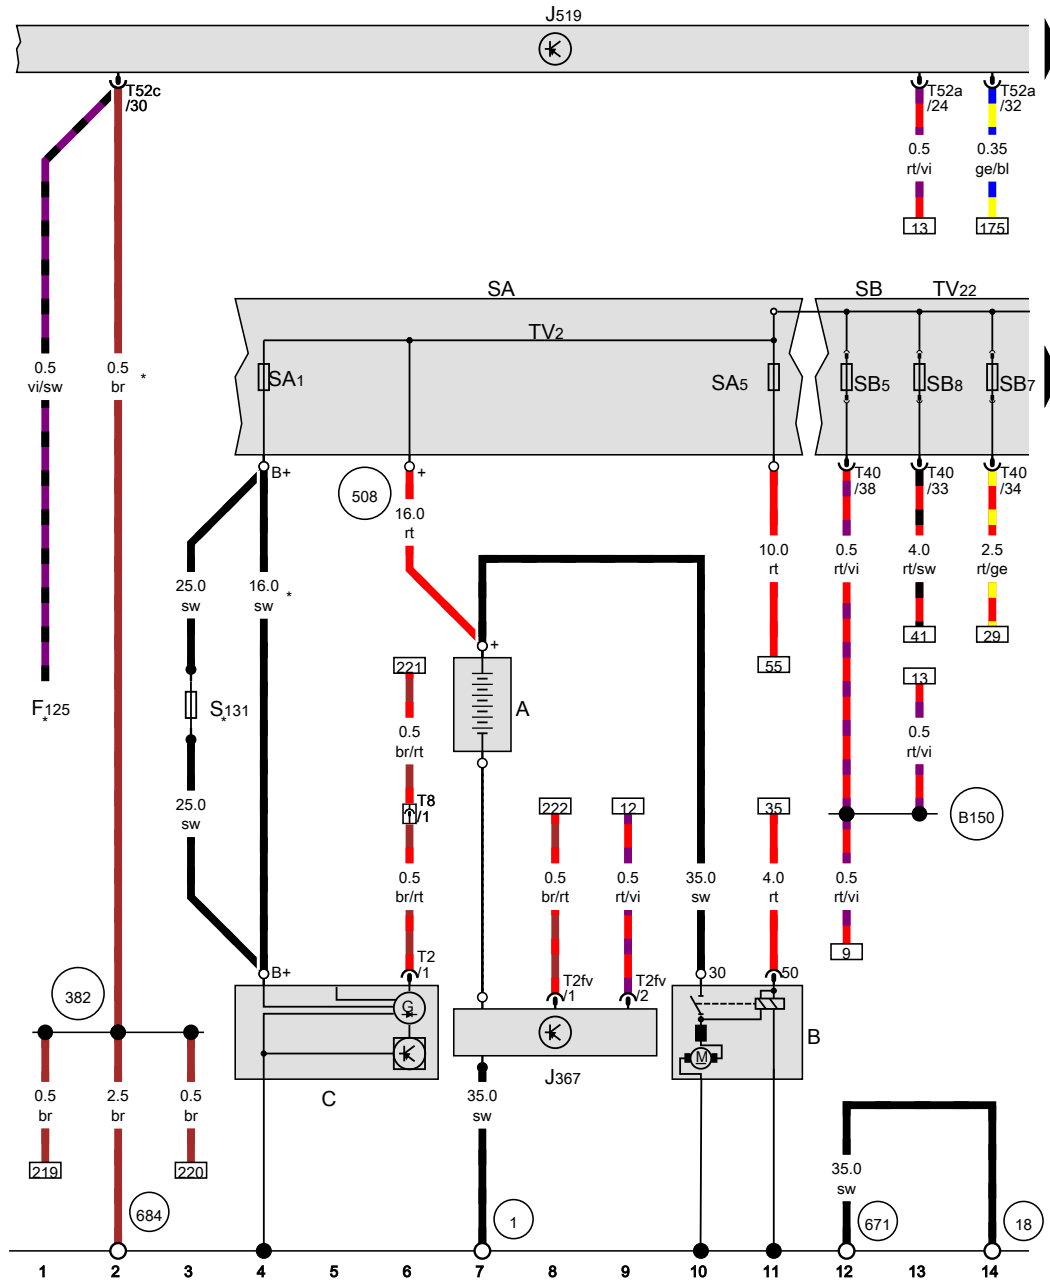 J519
T52c
/30
T52a
/24
T52a
/32
0.5
rt/vi
0.35
ge/bl
13
175
SA
SB
TV22
TV2
SA1
SA5
SB5
SB8
SB7
0.5
vi/sw
0.5
br
*
B+
508
+
T40
/38
T40
/33
T40
/34
16.0
rt
25.0
sw
16.0
sw
*
10.0
rt
0.5
rt/vi
4.0
rt/sw
2.5
rt/ge
41
29
+
221
55
13
F125
*
S131
*
A
0.5
br/rt
0.5
rt/vi
T8
/1
25.0
sw
222
12
35
B150
0.5
br/rt
0.5
br/rt
0.5
rt/vi
35.0
sw
4.0
rt
0.5
rt/vi
9
B+
T2
/1
T2fv
/1
T2fv
/2
30
50
382
G
M
B
C
J367
0.5
br
2.5
br
0.5
br
35.0
sw
219
220
35.0
sw
684
1
671
18
1 2 3 4 5 6 7 8 9 10 11 12 13 14